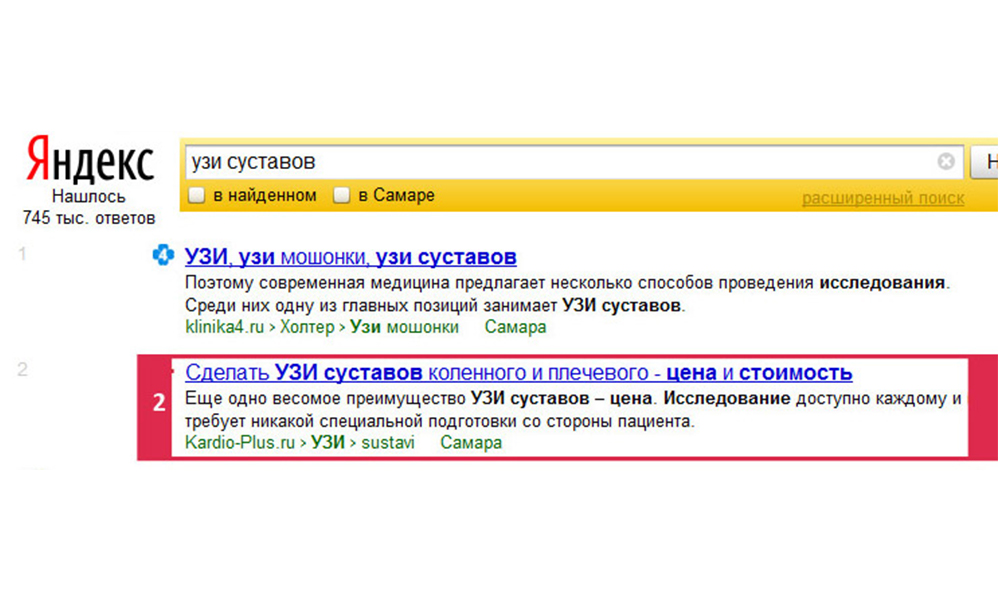 Яндекс
Нашлось
745 тыс. ответов
узи суставов
Н
в найденном в Самаре
расширенный поиск
1
4
УЗИ, узи мошонки, узи суставов
Поэтому современная медицина предлагает несколько способов проведения исследования.
Среди них одну из главных позиций занимает УЗИ суставов.
klinika4.ru › Холтер › Узи мошонки Самара
2
2
Сделать УЗИ суставов коленного и плечевого - цена и стоимость
Еще одно весомое преимущество УЗИ суставов – цена. Исследование доступно каждому и
требует никакой специальной подготовки со стороны пациента.
Kardio-Plus.ru › УЗИ › sustavi Самара